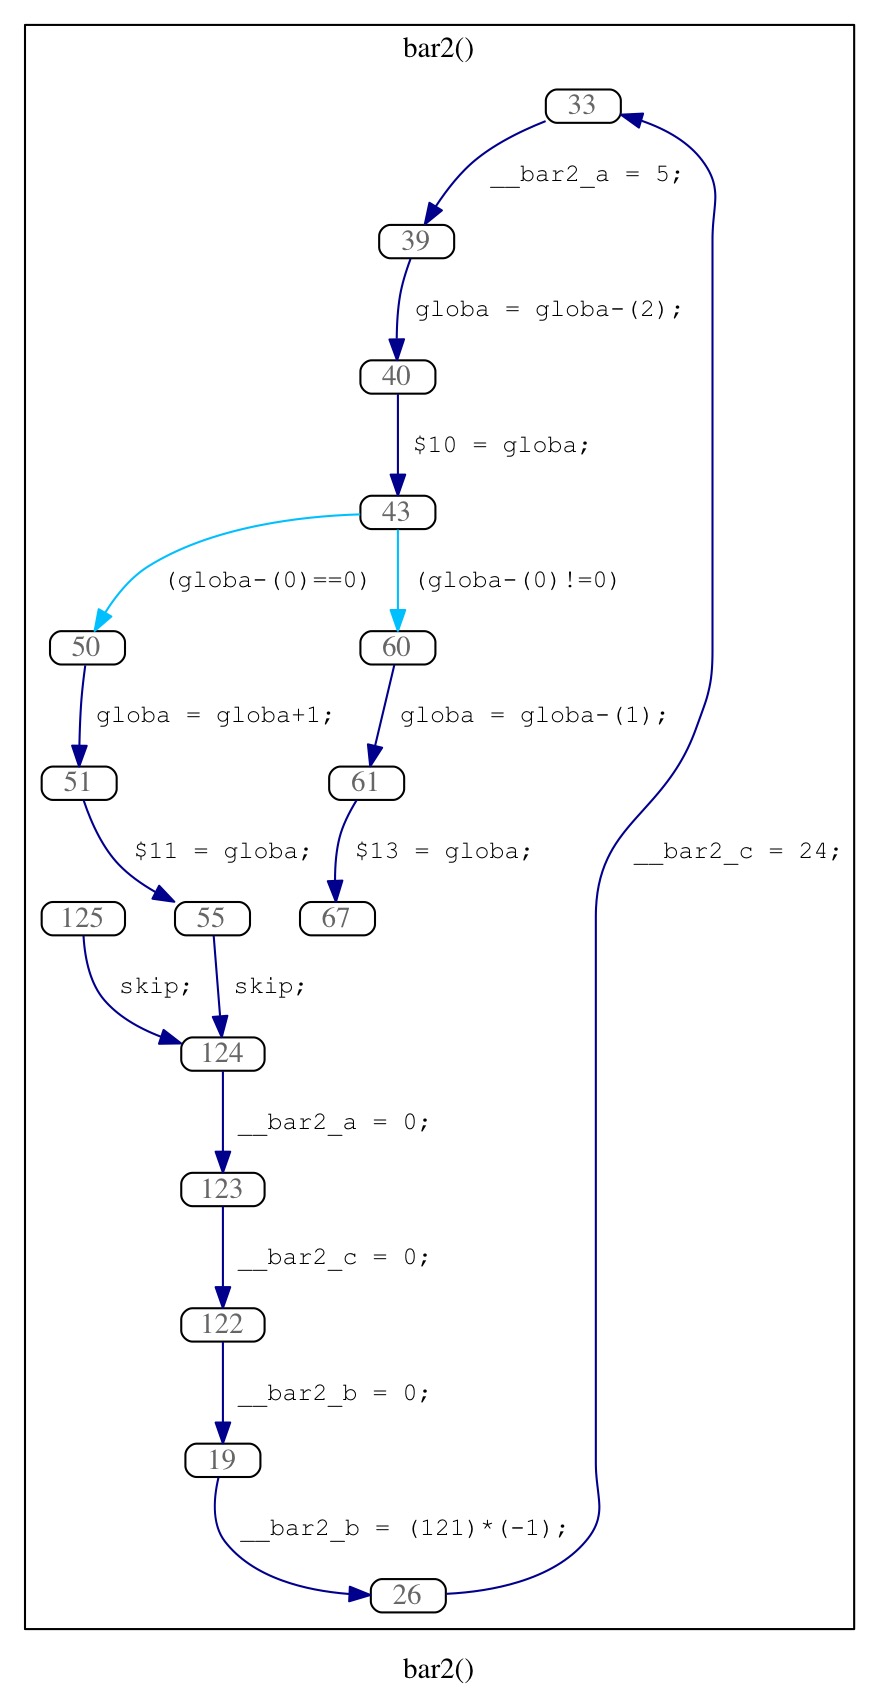 bar2()
33
__bar2_a = 5;
39
globa = globa-(2);
40
$10 = globa;
43
(globa-(0)==0) (globa-(0)!=0)
50 60
globa = globa+1; globa = globa-(1);
51 61
$11 = globa; $13 = globa; __bar2_c = 24;
125 55 67
skip; skip;
124
__bar2_a = 0;
123
__bar2_c = 0;
122
__bar2_b = 0;
19
__bar2_b = (121)*(-1);
26
bar2()